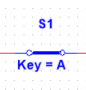 S1
Key = A